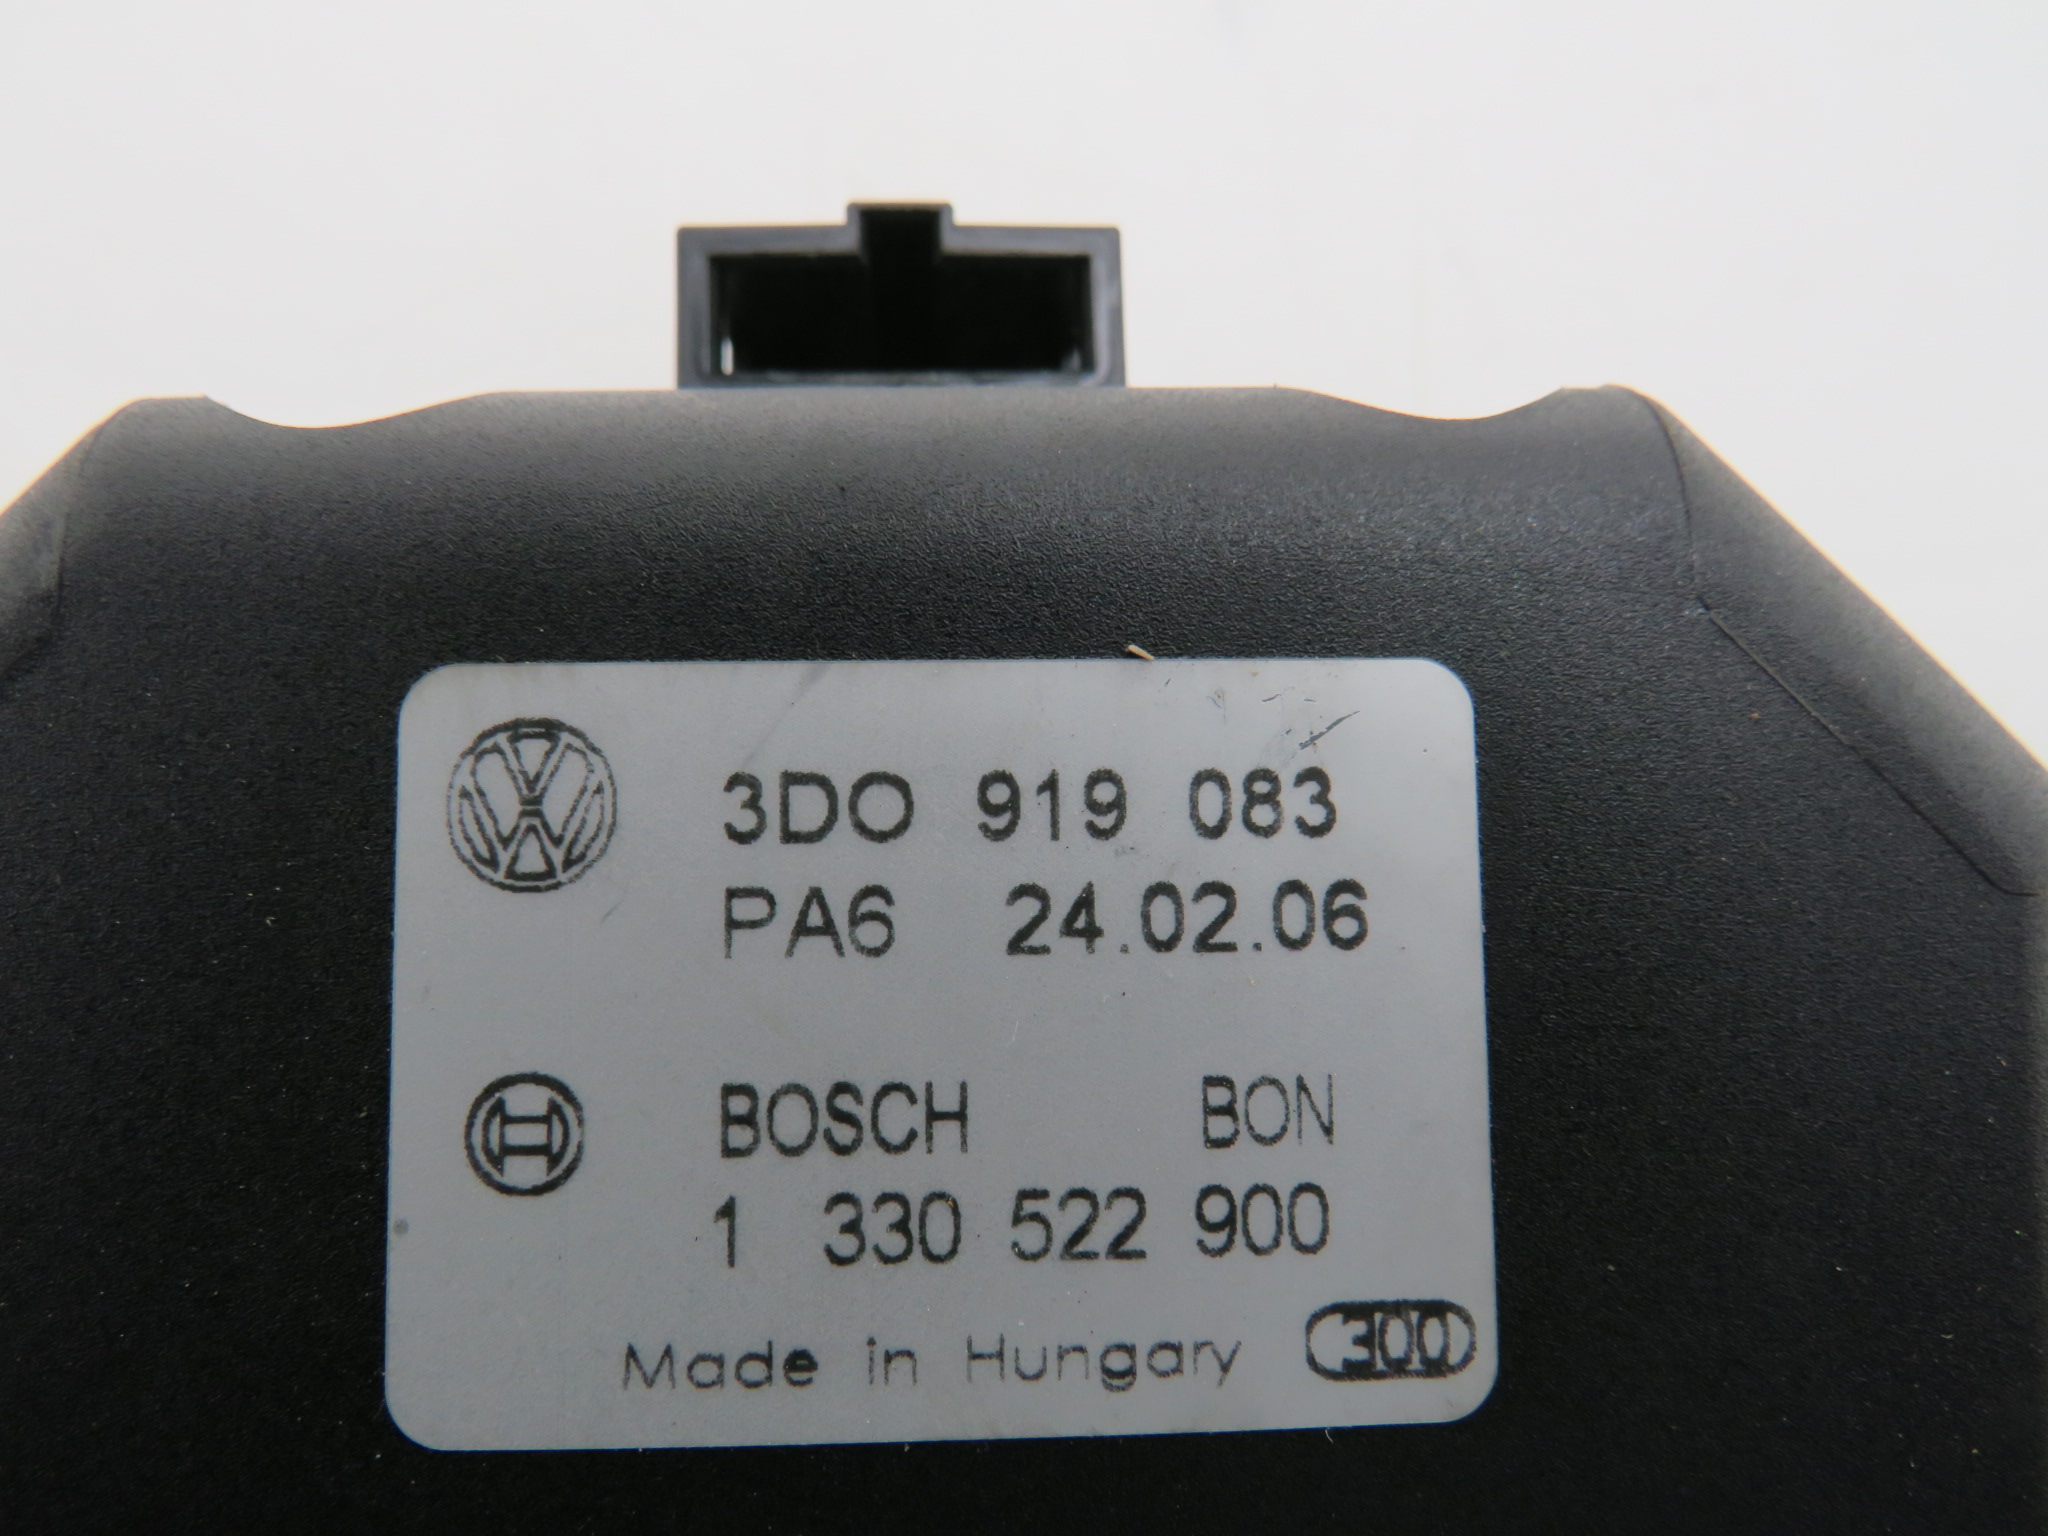 3DO 919 083
PA6 24.02.06
BOSCH BON
1 330 522 900
Made in Hungary 300